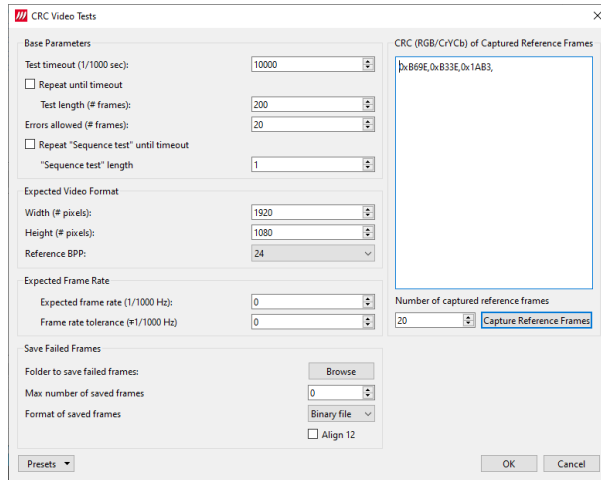 CRC Video Tests
Base Parameters
Test timeout (1/1000 sec):
10000
Repeat until timeout
Test length (# frames):
200
Errors allowed (# frames):
20
Repeat "Sequence test" until timeout
"Sequence test" length
1
Expected Video Format
Width (# pixels):
1920
Height (# pixels):
1080
Reference BPP:
24
Expected Frame Rate
Expected frame rate (1/1000 Hz):
0
Frame rate tolerance (∓1/1000 Hz)
0
Save Failed Frames
Folder to save failed frames:
Browse
Max number of saved frames
0
Format of saved frames
Binary file
Align 12
Presets
CRC (RGB/CrYCb) of Captured Reference Frames
0xB69E,0xB33E,0x1AB3,
Number of captured reference frames
20
Capture Reference Frames
OK
Cancel